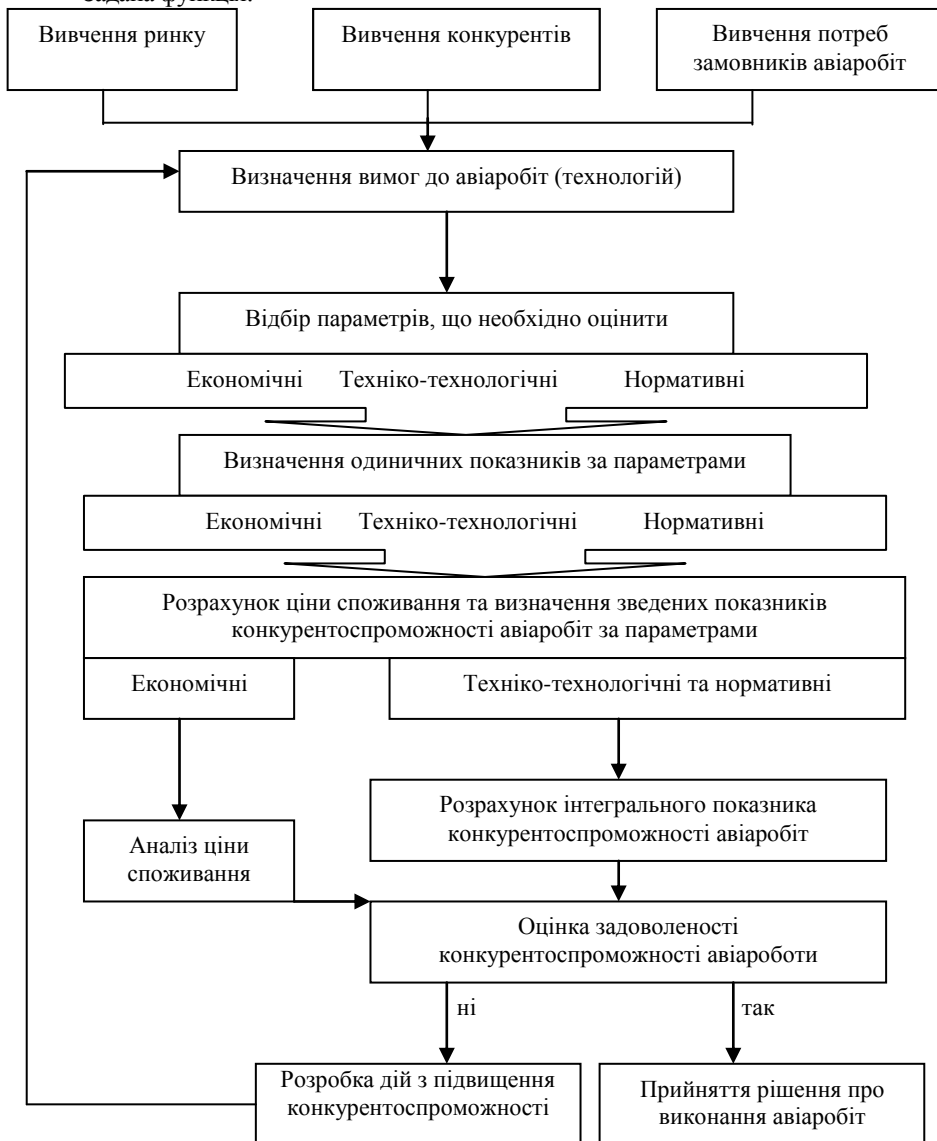 задана функція.
Вивчення ринку
Вивчення конкурентів
Вивчення потреб
замовників авіаробіт
Визначення вимог до авіаробіт (технологій)
Відбір параметрів, що необхідно оцінити
Економічні Техніко-технологічні Нормативні
Визначення одиничних показників за параметрами
Економічні Техніко-технологічні Нормативні
Розрахунок ціни споживання та визначення зведених показників
конкурентоспроможності авіаробіт за параметрами
Економічні
Техніко-технологічні та нормативні
Розрахунок інтегрального показника
конкурентоспроможності авіаробіт
Аналіз ціни
споживання
Оцінка задоволеності
конкурентоспроможності авіароботи
ні
так
Розробка дій з підвищення
конкурентоспроможності
Прийняття рішення про
виконання авіаробіт